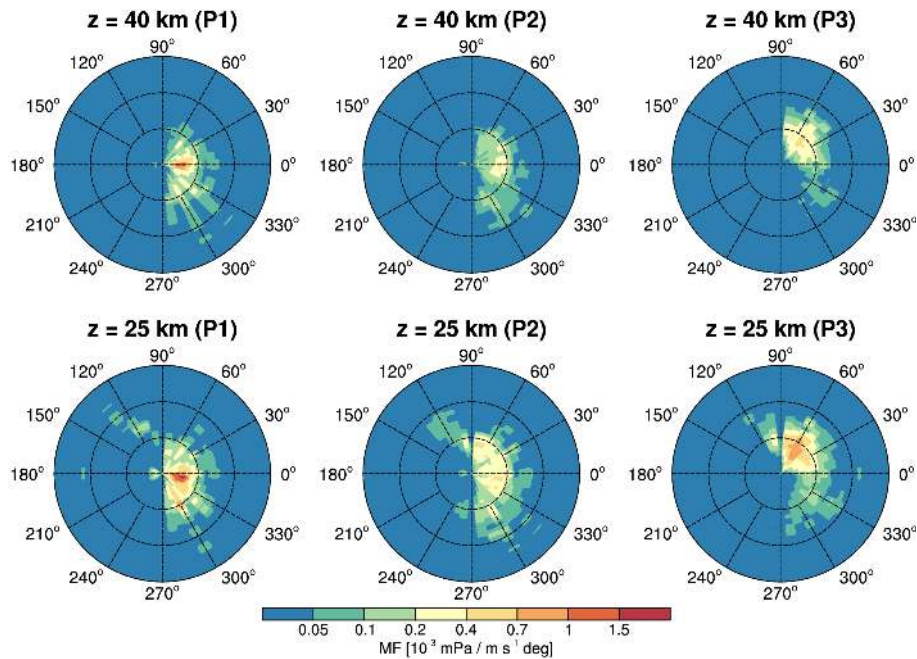 z = 40 km (P1) z = 40 km (P2) z = 40 km (P3)
90° 90° 90°
120° 60° 120° 60° 120° 60°
150° 30° 150° 30° 150° 30°
180° 0° 180° 0° 180° 0°
210° 330° 210° 330° 210° 330°
240° 300° 240° 300° 240° 300°
270° 270° 270°
z = 25 km (P1) z = 25 km (P2) z = 25 km (P3)
90° 90° 90°
120° 60° 120° 60° 120° 60°
150° 30° 150° 30° 150° 30°
180° 0° 180° 0° 180° 0°
210° 330° 210° 330° 210° 330°
240° 300° 240° 300° 240° 300°
270° 270° 270°
0.05 0.1 0.2 0.4 0.7 1 1.5
MF [10³ mPa / m s¹ deg]